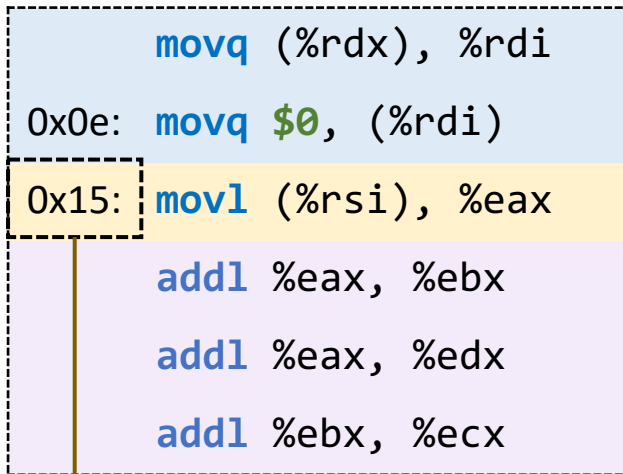 movq (%rdx), %rdi
0x0e: movq $0, (%rdi)
0x15: movl (%rsi), %eax
addl %eax, %ebx
addl %eax, %edx
addl %ebx, %ecx